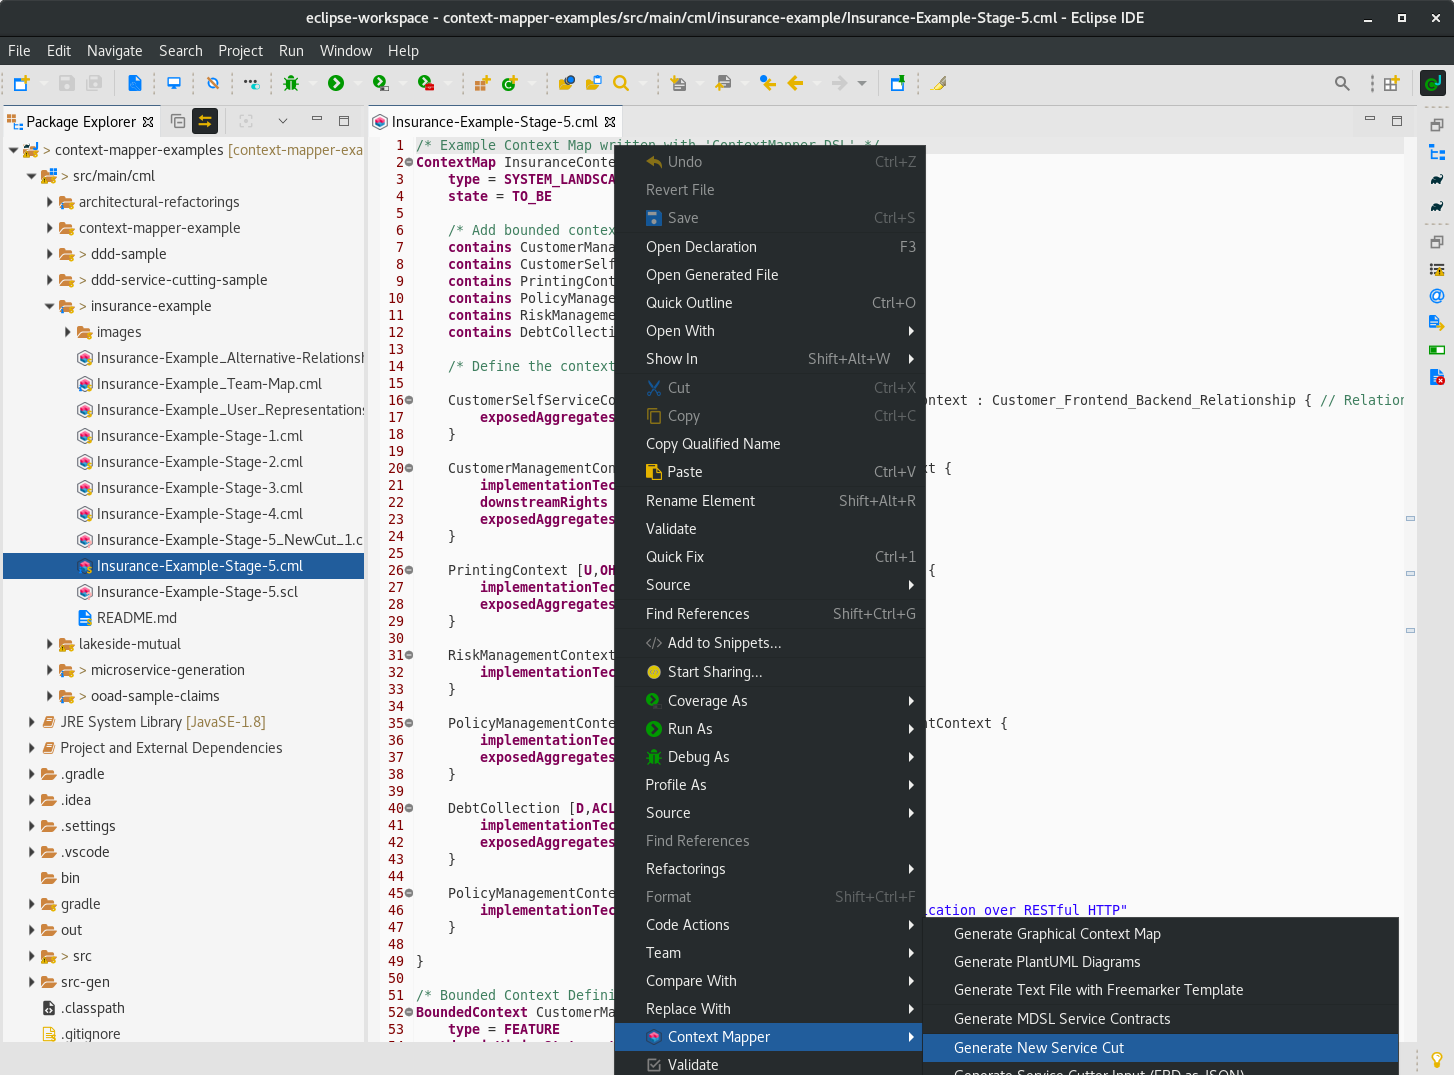 eclipse-workspace - context-mapper-examples/src/main/cml/insurance-example/Insurance-Example-Stage-5.cml - Eclipse IDE
File Edit Navigate Search Project Run Window Help
Package Explorer
> context-mapper-examples [context-mapper-exa
> src/main/cml
architectural-refactorings
context-mapper-example
> ddd-sample
> ddd-service-cutting-sample
> insurance-example
images
Insurance-Example_Alternative-Relationsh
Insurance-Example_Team-Map.cml
Insurance-Example_User_Representations
Insurance-Example-Stage-1.cml
Insurance-Example-Stage-2.cml
Insurance-Example-Stage-3.cml
Insurance-Example-Stage-4.cml
Insurance-Example-Stage-5_NewCut_1.c
Insurance-Example-Stage-5.cml
Insurance-Example-Stage-5.scl
README.md
lakeside-mutual
> microservice-generation
> ooad-sample-claims
JRE System Library [JavaSE-1.8]
Project and External Dependencies
.gradle
.idea
.settings
.vscode
bin
gradle
out
> src
src-gen
.classpath
.gitignore
Insurance-Example-Stage-5.cml
1 /* Example Context Map written with 'ContextMapper DSL' */
2 ContextMap InsuranceConte
3 type = SYSTEM_LANDSCA
4 state = TO_BE
5
6 /* Add bounded contex
7 contains CustomerMana
8 contains CustomerSelf
9 contains PrintingCont
10 contains PolicyManage
11 contains RiskManageme
12 contains DebtCollecti
13
14 /* Define the context
15
16 CustomerSelfServiceCo ntext : Customer_Frontend_Backend_Relationship { // Relation
17 exposedAggregates
18 }
19
20 CustomerManagementCon t {
21 implementationTec
22 downstreamRights
23 exposedAggregates
24 }
25
26 PrintingContext [U,OH {
27 implementationTec
28 exposedAggregates
29 }
30
31 RiskManagementContext
32 implementationTec
33 }
34
35 PolicyManagementConte ntContext {
36 implementationTec
37 exposedAggregates
38 }
39
40 DebtCollection [D,ACL
41 implementationTec
42 exposedAggregates
43 }
44
45 PolicyManagementConte
46 implementationTec ication over RESTful HTTP"
47 }
48
49 }
50
51 /* Bounded Context Defini
52 BoundedContext CustomerMa
53 type = FEATURE
Undo Ctrl+Z
Revert File
Save Ctrl+S
Open Declaration F3
Open Generated File
Quick Outline Ctrl+O
Open With
Show In Shift+Alt+W
Cut Ctrl+X
Copy Ctrl+C
Copy Qualified Name
Paste Ctrl+V
Rename Element Shift+Alt+R
Validate
Quick Fix Ctrl+1
Source
Find References Shift+Ctrl+G
Add to Snippets...
Start Sharing...
Coverage As
Run As
Debug As
Profile As
Source
Find References
Refactorings
Format Shift+Ctrl+F
Code Actions
Team
Compare With
Replace With
Context Mapper
Validate
Generate Graphical Context Map
Generate PlantUML Diagrams
Generate Text File with Freemarker Template
Generate MDSL Service Contracts
Generate New Service Cut
Generate Service Cutter Input (ERD as JSON)